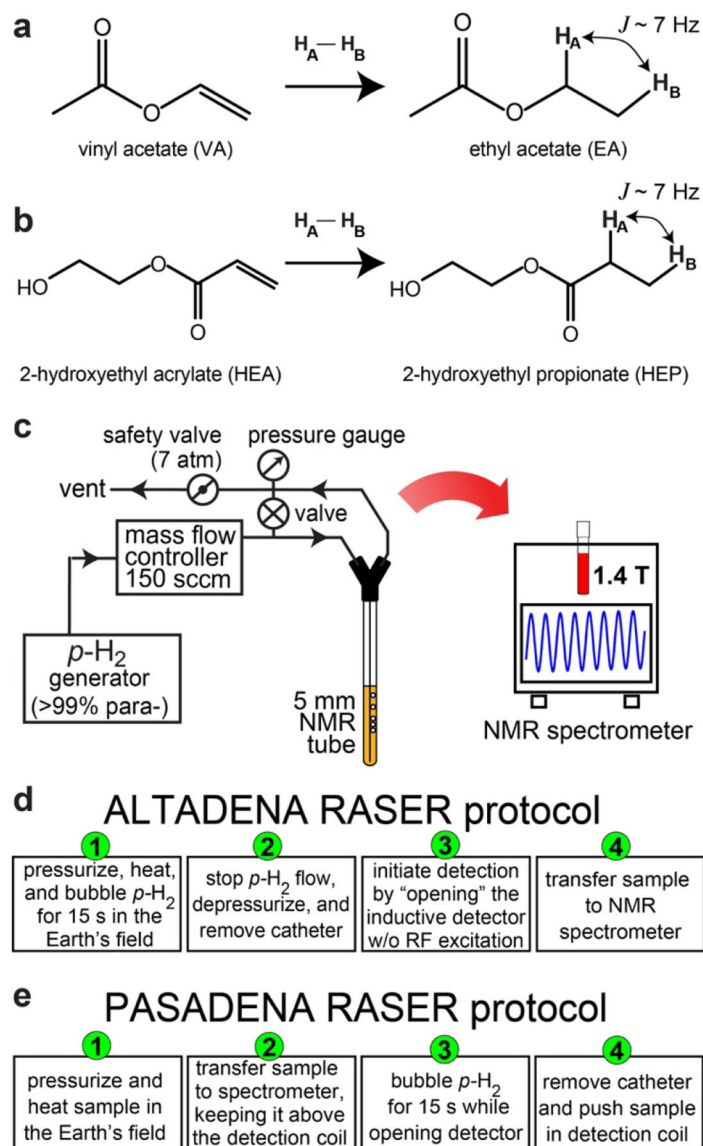 a
O
O
vinyl acetate (VA)
H_A—H_B
O
O
H_A
H_B
J ~ 7 Hz
ethyl acetate (EA)
b
HO
O
O
2-hydroxyethyl acrylate (HEA)
H_A—H_B
HO
O
O
H_A
H_B
J ~ 7 Hz
2-hydroxyethyl propionate (HEP)
c
safety valve
(7 atm)
pressure gauge
vent
valve
mass flow
controller
150 sccm
p-H₂
generator
(>99% para-)
5 mm
NMR
tube
1.4 T
NMR spectrometer
d
ALTADENA RASER protocol
1
pressurize, heat,
and bubble p-H₂
for 15 s in the
Earth's field
2
stop p-H₂ flow,
depressurize, and
remove catheter
3
initiate detection
by “opening” the
inductive detector
w/o RF excitation
4
transfer sample
to NMR
spectrometer
e
PASADENA RASER protocol
1
pressurize and
heat sample in
the Earth's field
2
transfer sample
to spectrometer,
keeping it above
the detection coil
3
bubble p-H₂
for 15 s while
opening detector
4
remove catheter
and push sample
in detection coil